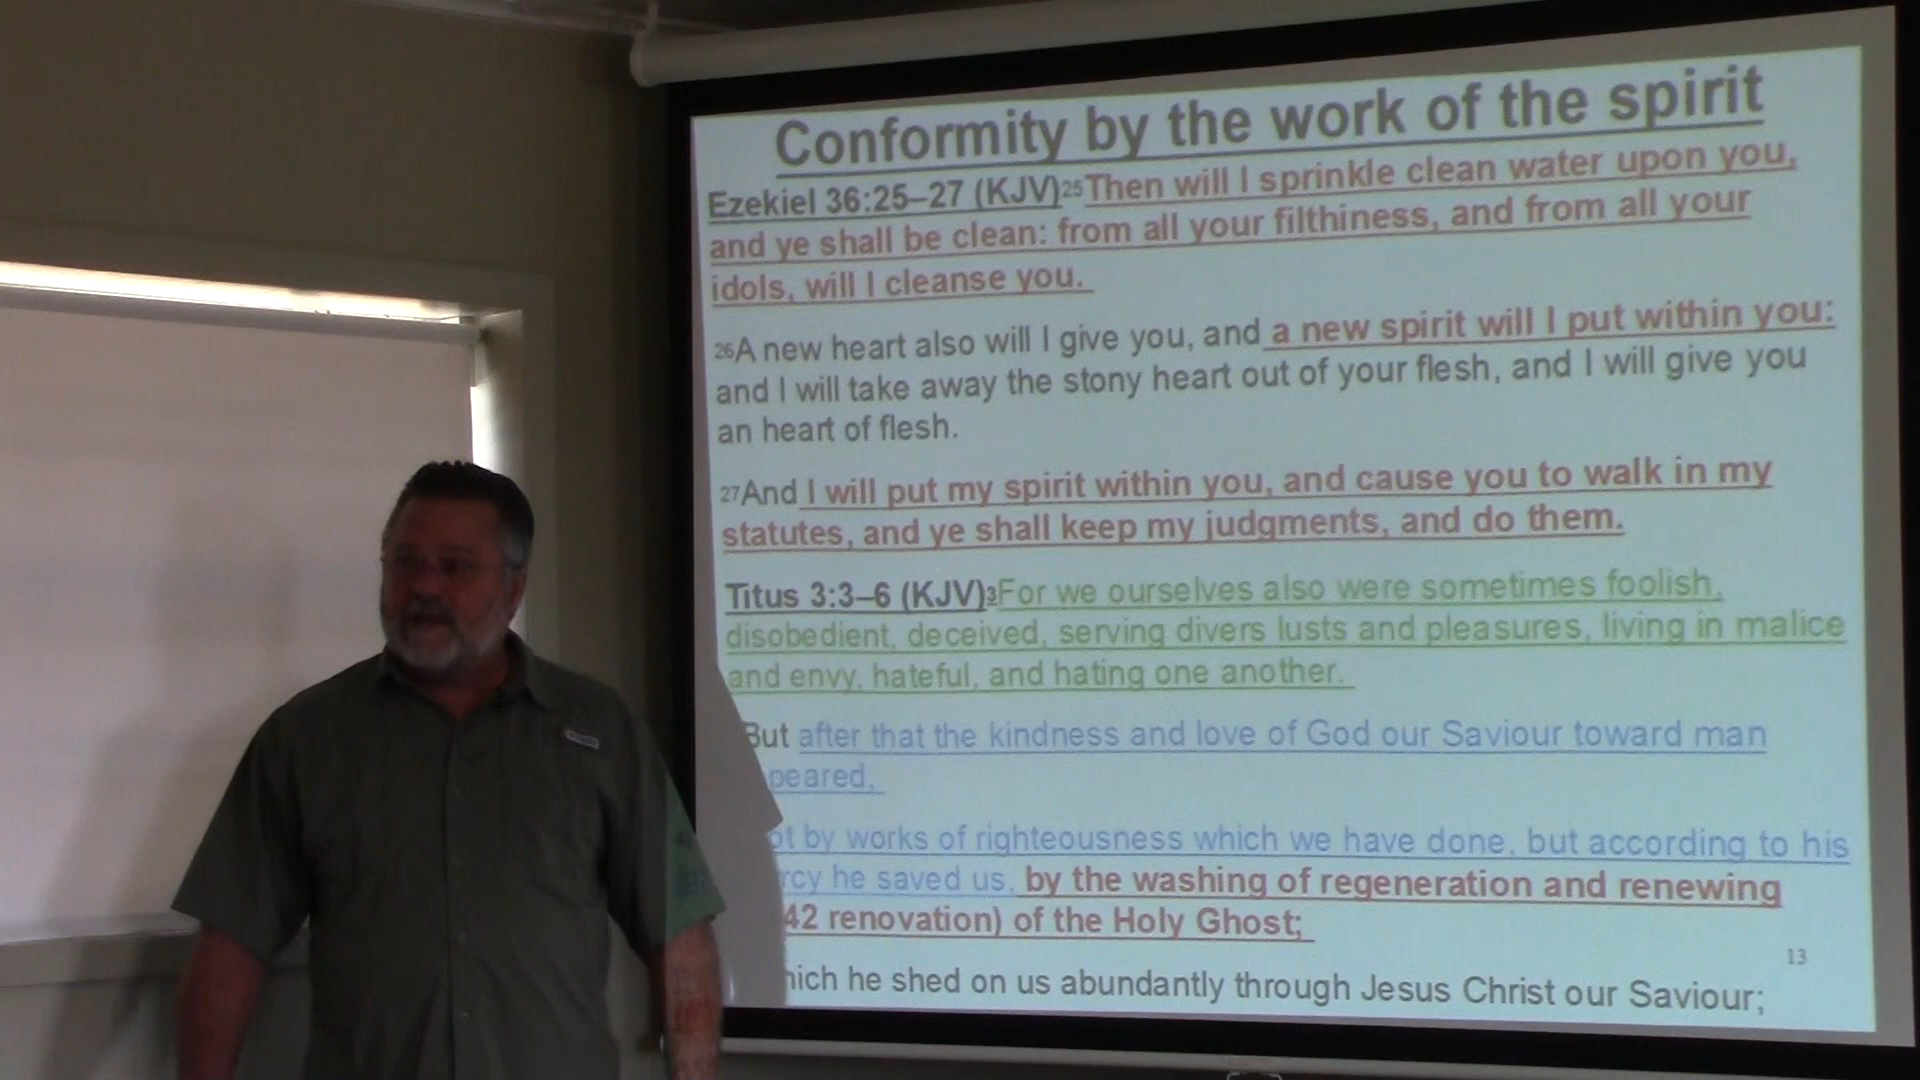 Conformity by the work of the spirit
Ezekiel 36:25–27 (KJV)25Then will I sprinkle clean water upon you,
and ye shall be clean: from all your filthiness, and from all your
idols, will I cleanse you.
26A new heart also will I give you, and a new spirit will I put within you:
and I will take away the stony heart out of your flesh, and I will give you
an heart of flesh.
27And I will put my spirit within you, and cause you to walk in my
statutes, and ye shall keep my judgments, and do them.
Titus 3:3–6 (KJV)3For we ourselves also were sometimes foolish,
disobedient, deceived, serving divers lusts and pleasures, living in malice
and envy, hateful, and hating one another.
But after that the kindness and love of God our Saviour toward man
peared,
ot by works of righteousness which we have done, but according to his
rcy he saved us, by the washing of regeneration and renewing
42 renovation) of the Holy Ghost;
hich he shed on us abundantly through Jesus Christ our Saviour;
13